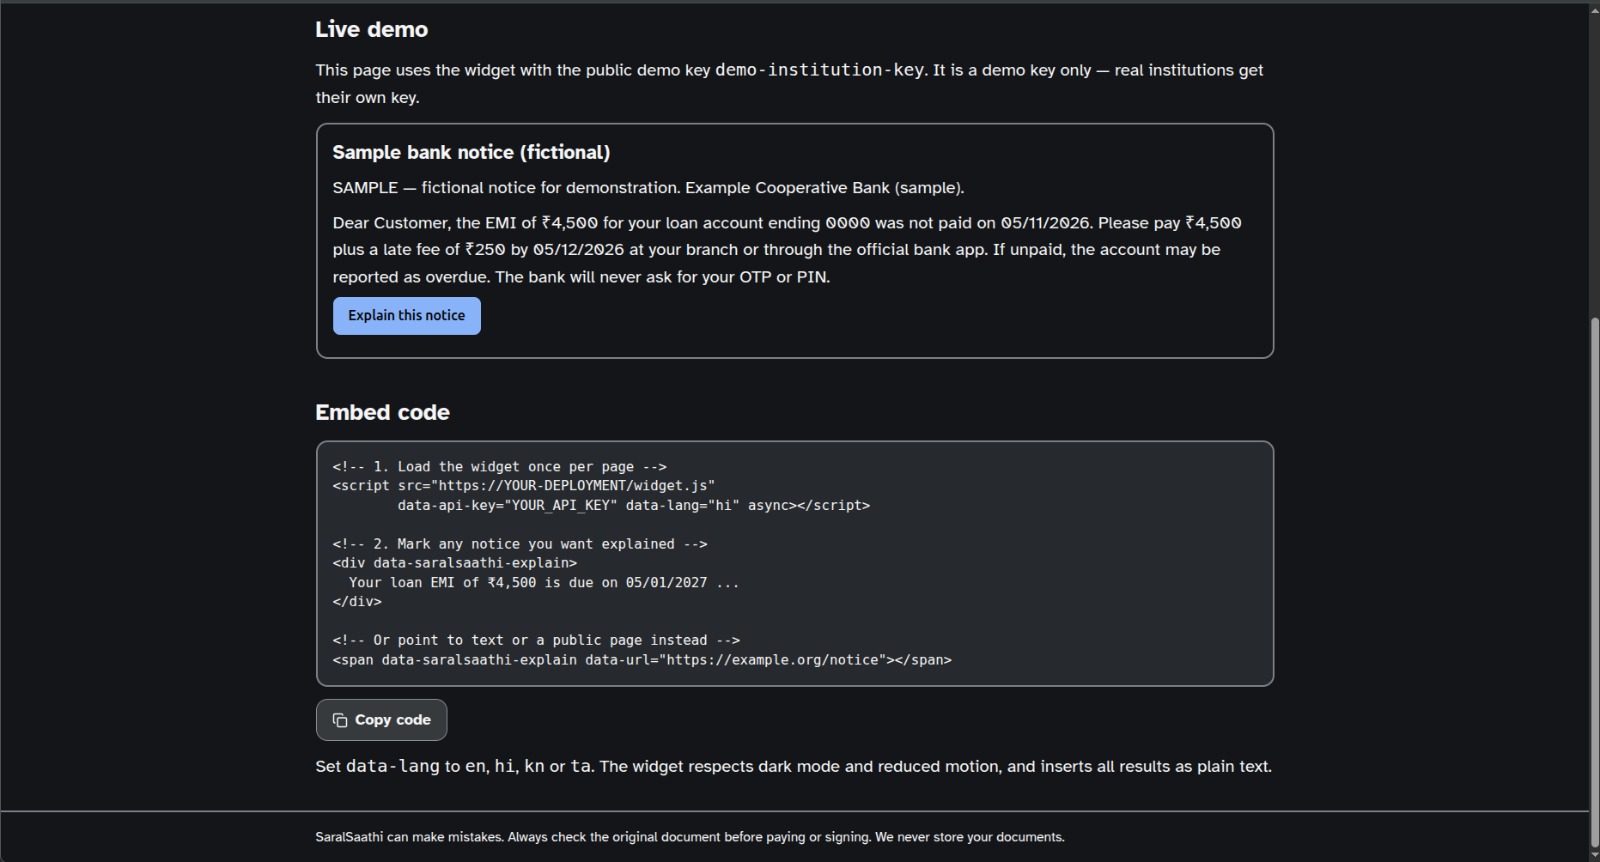 Live demo
This page uses the widget with the public demo key demo-institution-key. It is a demo key only — real institutions get
their own key.
Sample bank notice (fictional)
SAMPLE — fictional notice for demonstration. Example Cooperative Bank (sample).
Dear Customer, the EMI of ₹4,500 for your loan account ending 0000 was not paid on 05/11/2026. Please pay ₹4,500
plus a late fee of ₹250 by 05/12/2026 at your branch or through the official bank app. If unpaid, the account may be
reported as overdue. The bank will never ask for your OTP or PIN.
Explain this notice
Embed code
<!-- 1. Load the widget once per page -->
<script src="https://YOUR-DEPLOYMENT/widget.js"
        data-api-key="YOUR_API_KEY" data-lang="hi" async></script>
<!-- 2. Mark any notice you want explained -->
<div data-saralsaathi-explain>
  Your loan EMI of ₹4,500 is due on 05/01/2027 ...
</div>
<!-- Or point to text or a public page instead -->
<span data-saralsaathi-explain data-url="https://example.org/notice"></span>
Copy code
Set data-lang to en, hi, kn or ta. The widget respects dark mode and reduced motion, and inserts all results as plain text.
SaralSaathi can make mistakes. Always check the original document before paying or signing. We never store your documents.